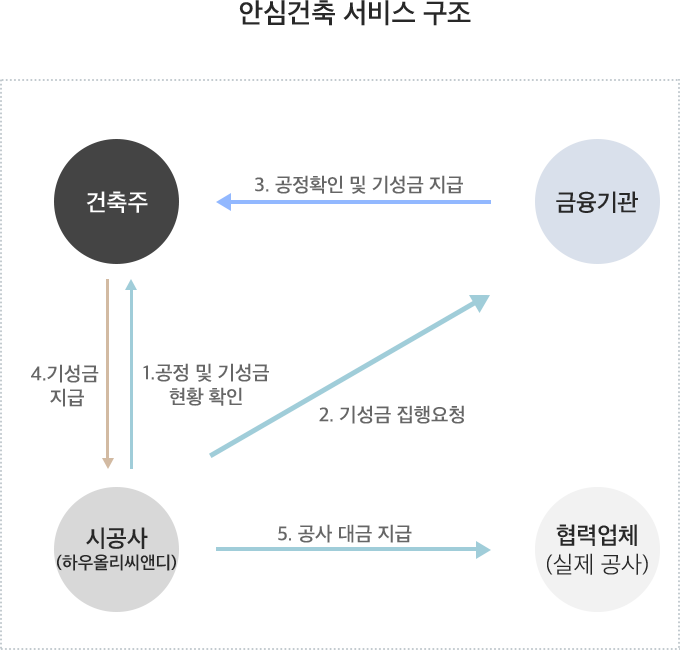 안심건축 서비스 구조
건축주
3. 공정확인 및 기성금 지급
금융기관
4.기성금
지급
1.공정 및 기성금
현황 확인
2. 기성금 집행요청
시공사
(하우올리씨앤디)
5. 공사 대금 지급
협력업체
(실제 공사)